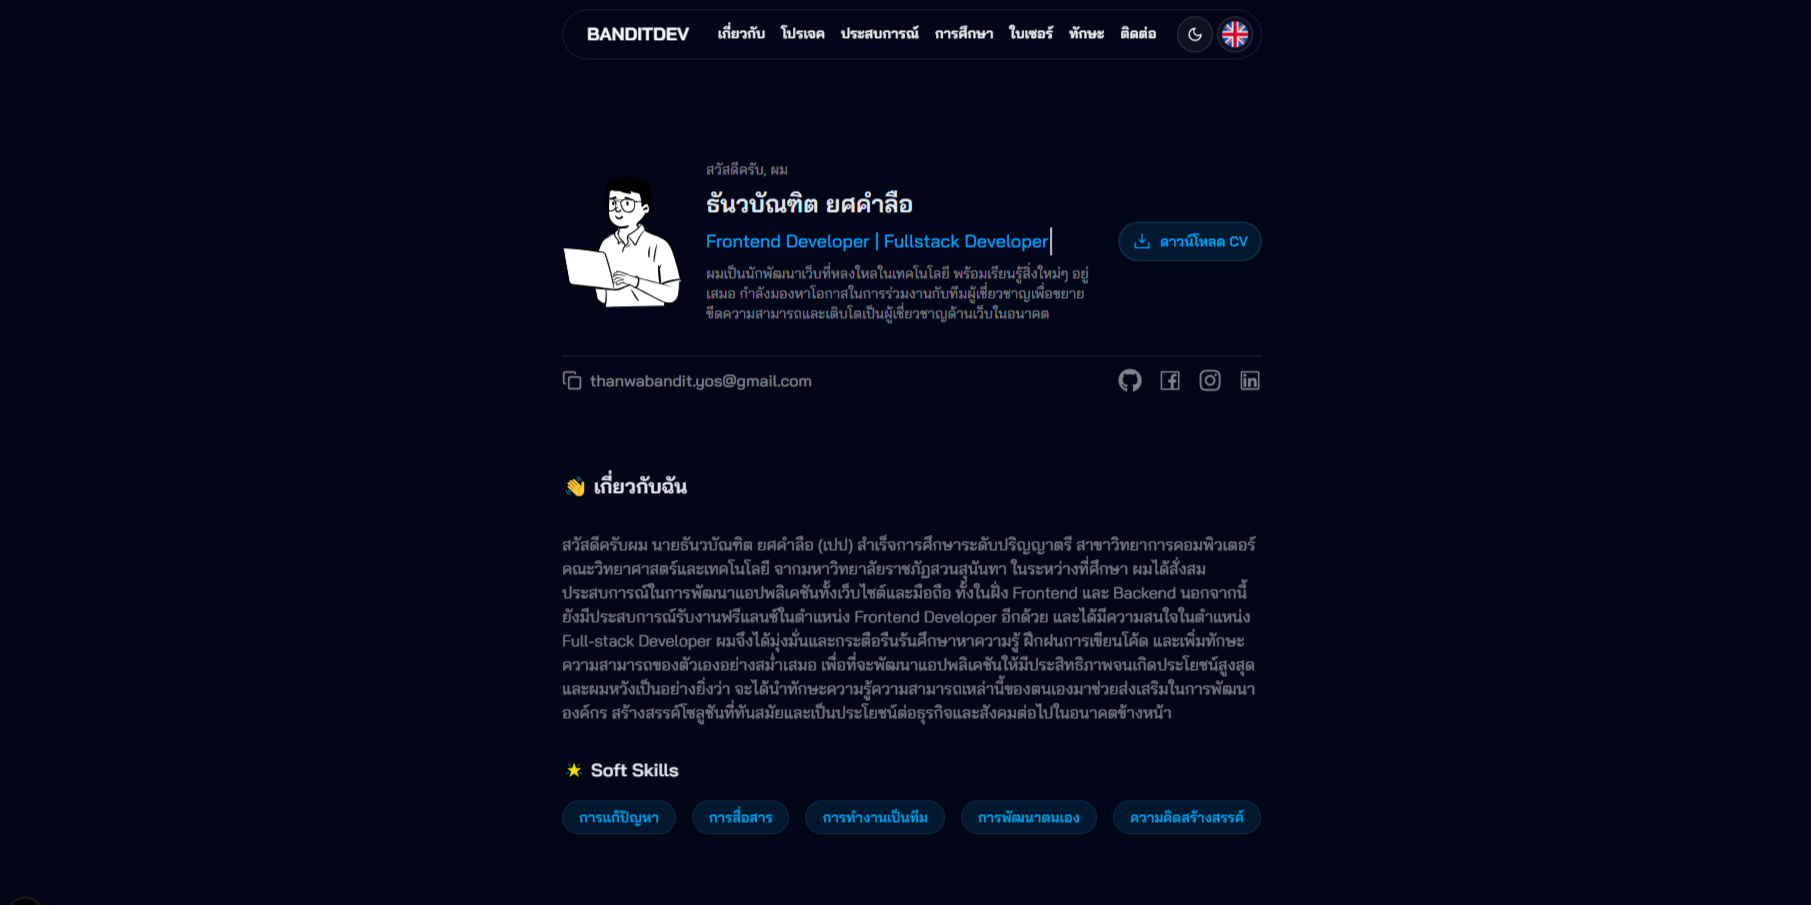 BANDITDEV เกี่ยวกับ โปรเจค ประสบการณ์ การศึกษา ใบเซอร์ ทักษะ ติดต่อ
สวัสดีครับ, ผม
ธันวบัณฑิต ยศคำลือ
Frontend Developer | Fullstack Developer
ดาวน์โหลด CV
ผมเป็นนักพัฒนาเว็บที่หลงใหลในเทคโนโลยี พร้อมเรียนรู้สิ่งใหม่ๆ อยู่
เสมอ กำลังมองหาโอกาสในการร่วมงานกับทีมผู้เชี่ยวชาญเพื่อขยาย
ขีดความสามารถและเติบโตเป็นผู้เชี่ยวชาญด้านเว็บในอนาคต
thanwabandit.yos@gmail.com
👋 เกี่ยวกับฉัน
สวัสดีครับผม นายธันวบัณฑิต ยศคำลือ (เปป) สำเร็จการศึกษาระดับปริญญาตรี สาขาวิทยาการคอมพิวเตอร์
คณะวิทยาศาสตร์และเทคโนโลยี จากมหาวิทยาลัยราชภัฏสวนสุนันทา ในระหว่างที่ศึกษา ผมได้สั่งสม
ประสบการณ์ในการพัฒนาแอปพลิเคชันทั้งเว็บไซต์และมือถือ ทั้งในฝั่ง Frontend และ Backend นอกจากนี้
ยังมีประสบการณ์รับงานฟรีแลนซ์ในตำแหน่ง Frontend Developer อีกด้วย และได้มีความสนใจในตำแหน่ง
Full-stack Developer ผมจึงได้มุ่งมั่นและกระตือรือร้นศึกษาหาความรู้ ฝึกฝนการเขียนโค้ด และเพิ่มทักษะ
ความสามารถของตัวเองอย่างสม่ำเสมอ เพื่อที่จะพัฒนาแอปพลิเคชันให้มีประสิทธิภาพจนเกิดประโยชน์สูงสุด
และผมหวังเป็นอย่างยิ่งว่า จะได้นำทักษะความรู้ความสามารถเหล่านี้ของตนเองมาช่วยส่งเสริมในการพัฒนา
องค์กร สร้างสรรค์โซลูชันที่ทันสมัยและเป็นประโยชน์ต่อธุรกิจและสังคมต่อไปในอนาคตข้างหน้า
Soft Skills
การแก้ปัญหา การสื่อสาร การทำงานเป็นทีม การพัฒนาตนเอง ความคิดสร้างสรรค์